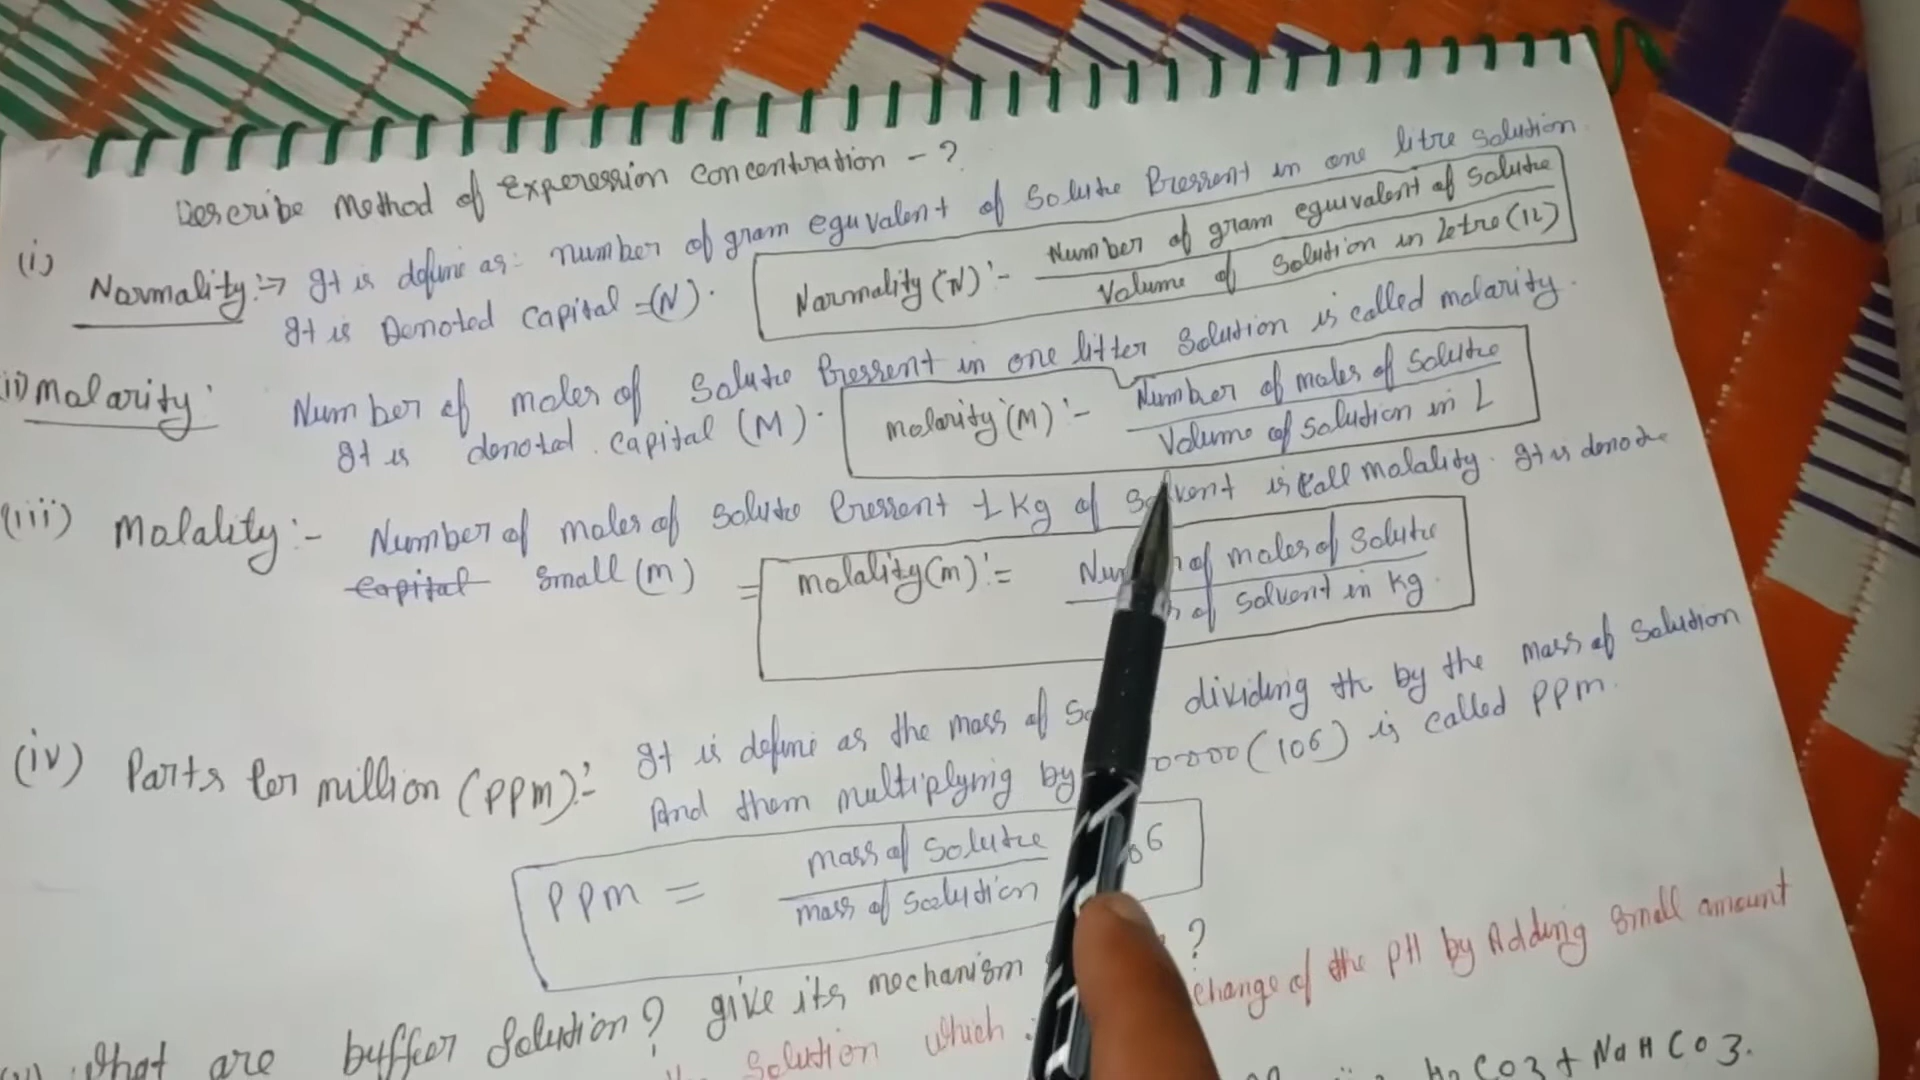 Describe Method of Experession Concentration - ?
(i) Normality :→ It is define as:- number of gram equvalent of Solute Pressent in one litre Solution.
It is Denoted Capital =(N).
Normality (N) :- Number of gram equivalent of Solute
Volume of Solution in letre (1L)
(ii) Molarity: Number of moles of Solute Pressent in one litter Solution is called molarity.
It is denoted Capital (M).
molarity (M) :- Number of moles of Solute
Volume of Solution in L
(iii) Molality :- Number of moles of Solute Pressent 1 kg of Solvent is call Molality. It is denote
Capital Small (m)
= molality (m) := of moles of Solute
of Solvent in kg.
(iv) Parts Per million (PPM) :- It is define as the mass of dividing th by the mass of Solution
And them multiplynig by (106) is called PPm.
PPM = mass of Solute
mass of Solution
What are buffer Solution? give its mechanism ?
Solution which change of the PH by Adding Small amount
CO3 + NaHCO3.